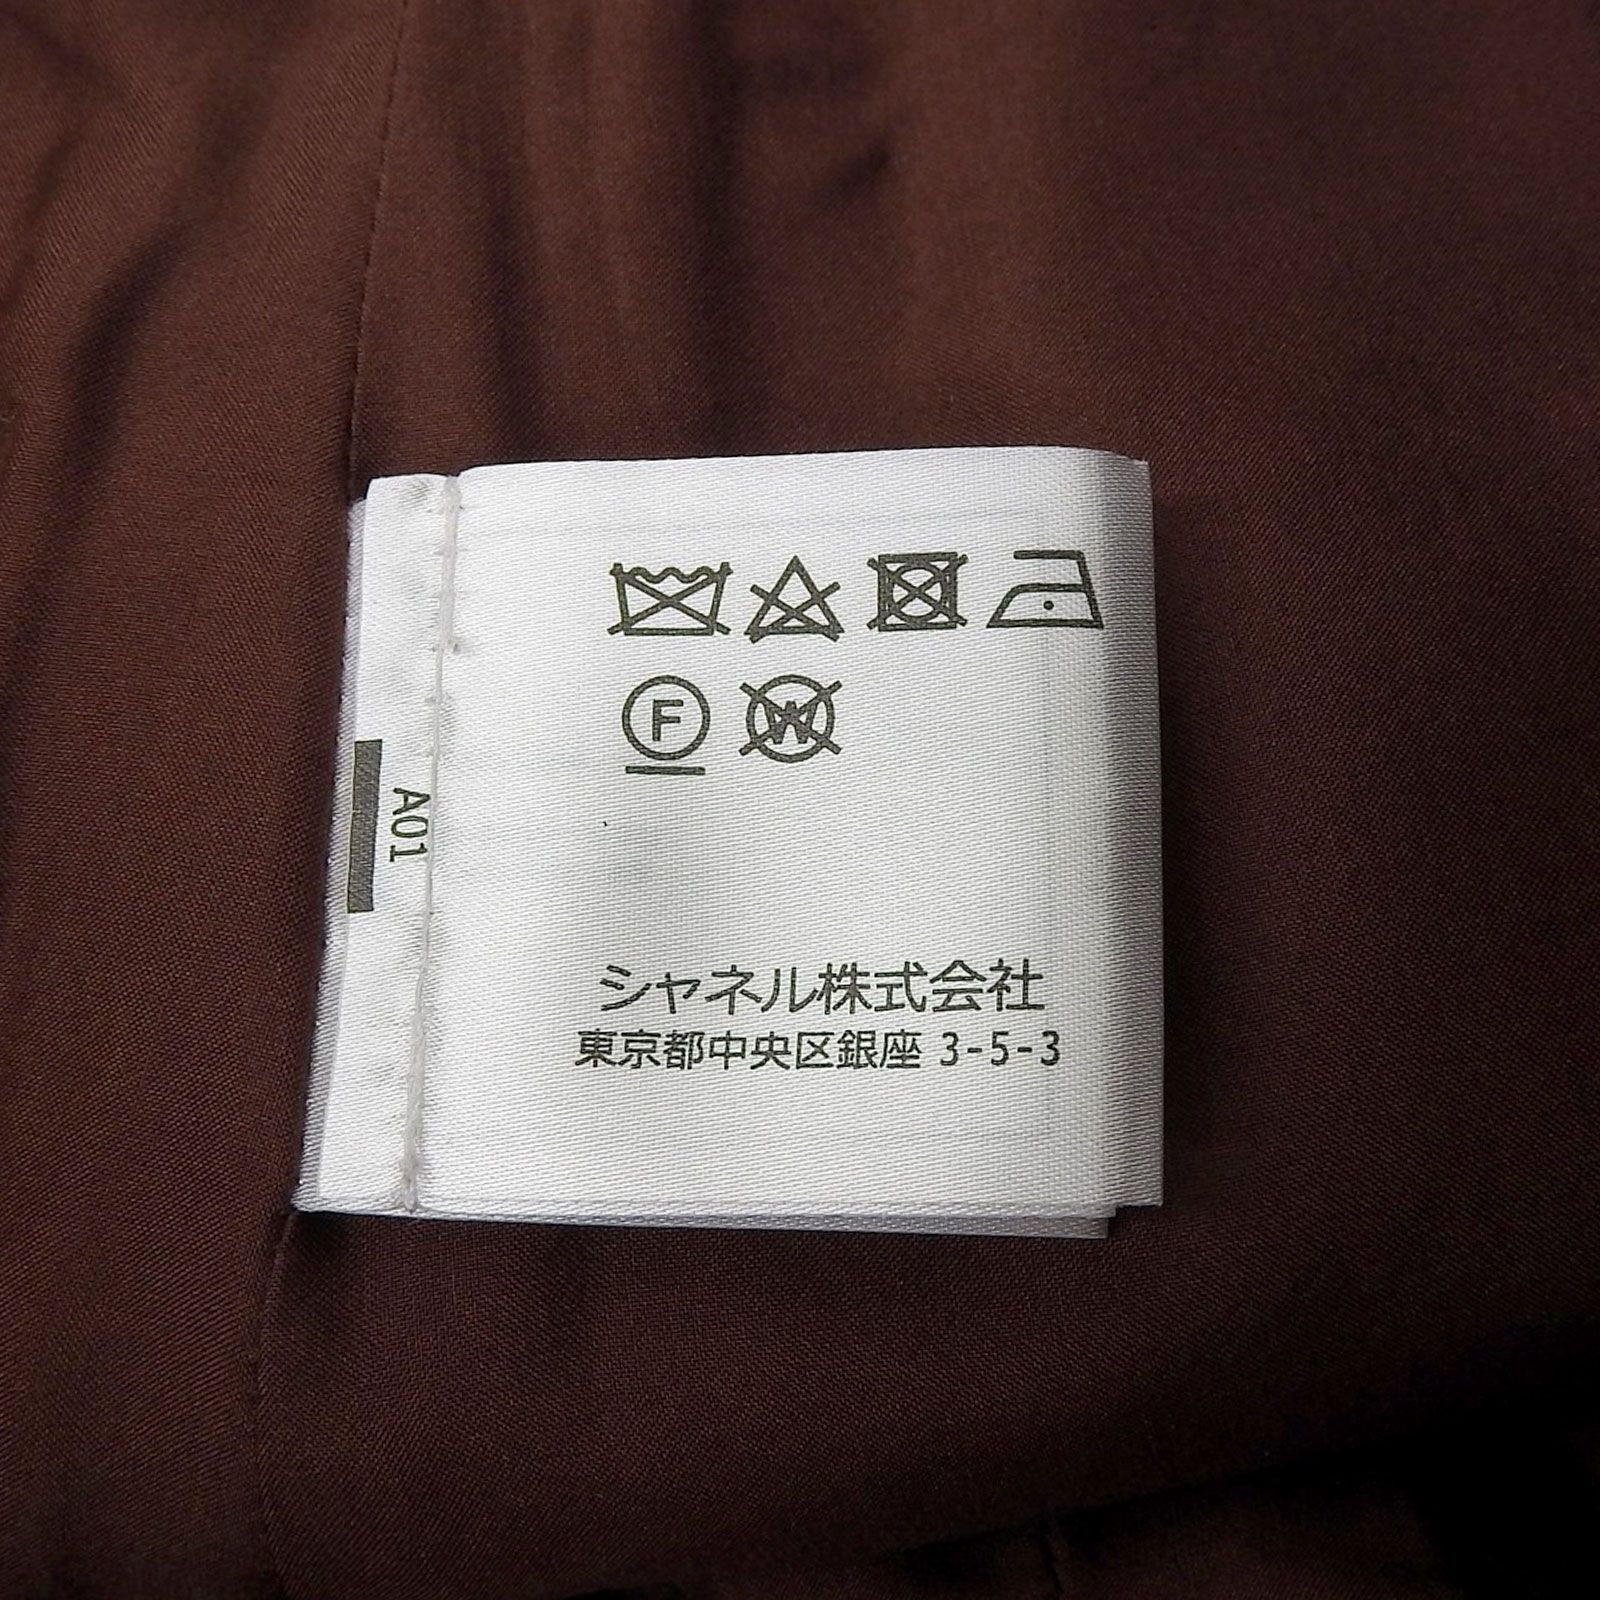 F W
A01
シャネル株式会社
東京都中央区銀座 3-5-3